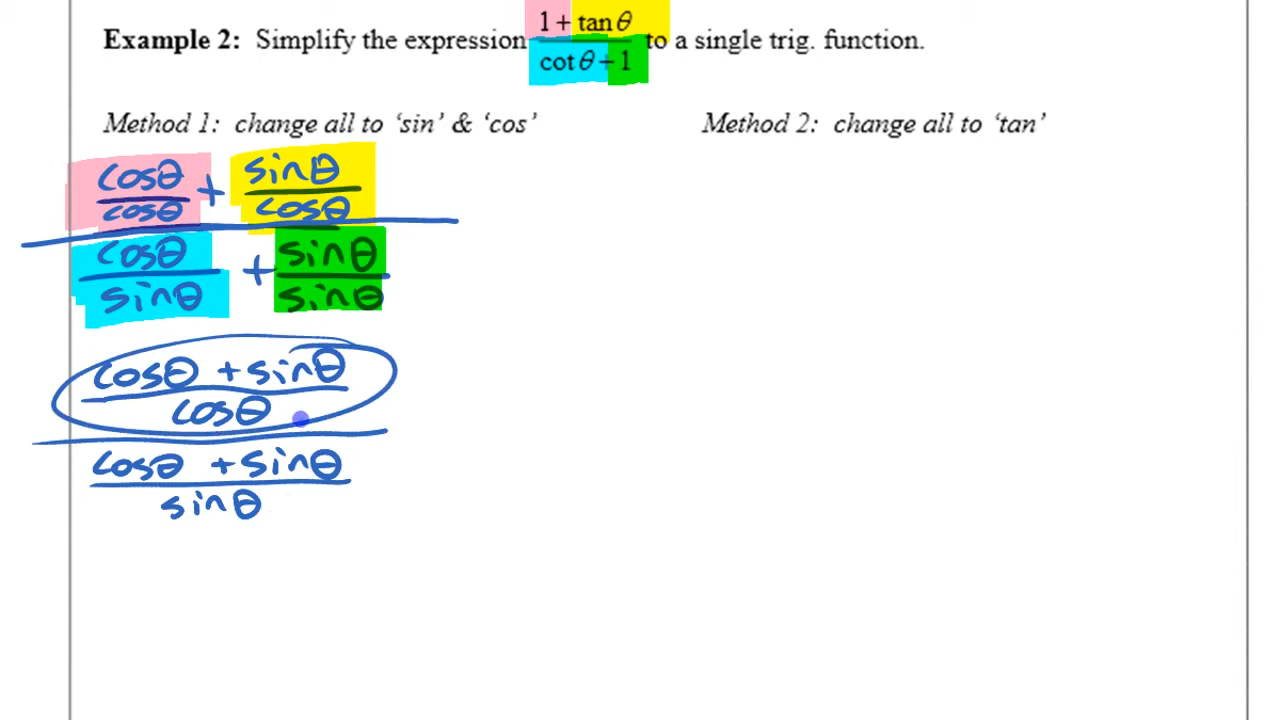 Example 2: Simplify the expression (1 + tan θ)/(cot θ + 1) to a single trig. function.
Method 1: change all to ‘sin’ & ‘cos’
Method 2: change all to ‘tan’
cosθ/cosθ + sinθ/cosθ
cosθ/sinθ + sinθ/sinθ
cosθ + sinθ
cosθ
cosθ + sinθ
sinθ